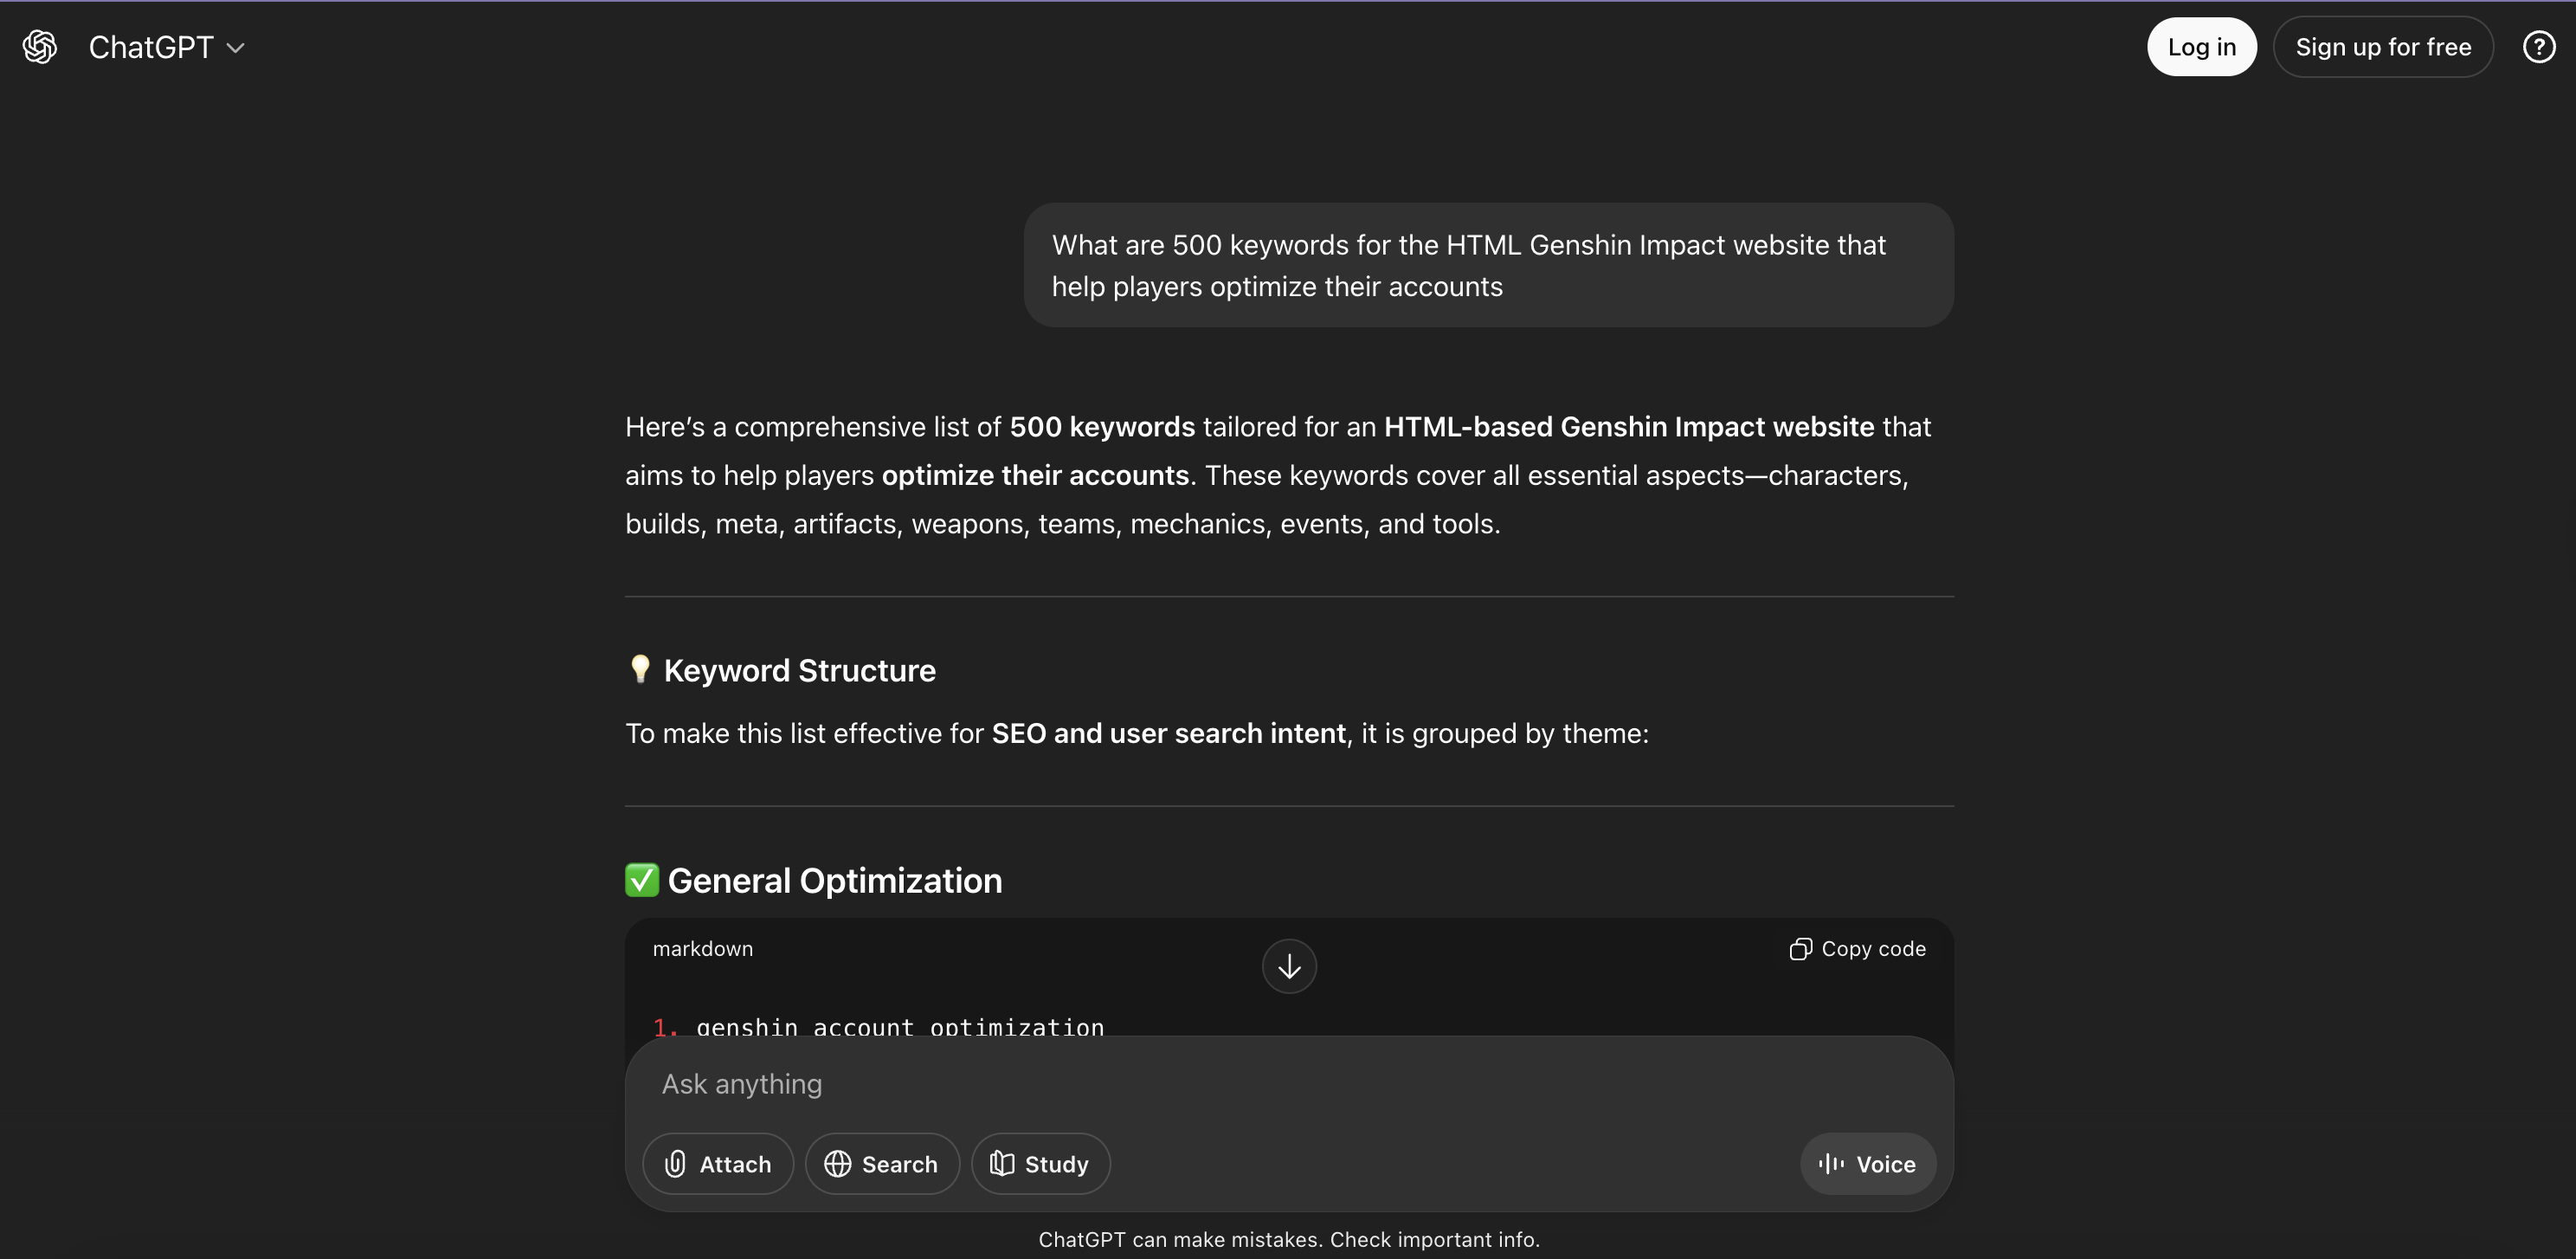 ChatGPT
Log in
Sign up for free
?
What are 500 keywords for the HTML Genshin Impact website that
help players optimize their accounts
Here’s a comprehensive list of 500 keywords tailored for an HTML-based Genshin Impact website that
aims to help players optimize their accounts. These keywords cover all essential aspects—characters,
builds, meta, artifacts, weapons, teams, mechanics, events, and tools.
💡 Keyword Structure
To make this list effective for SEO and user search intent, it is grouped by theme:
✅ General Optimization
markdown
Copy code
1. genshin account optimization
Ask anything
Attach
Search
Study
Voice
ChatGPT can make mistakes. Check important info.